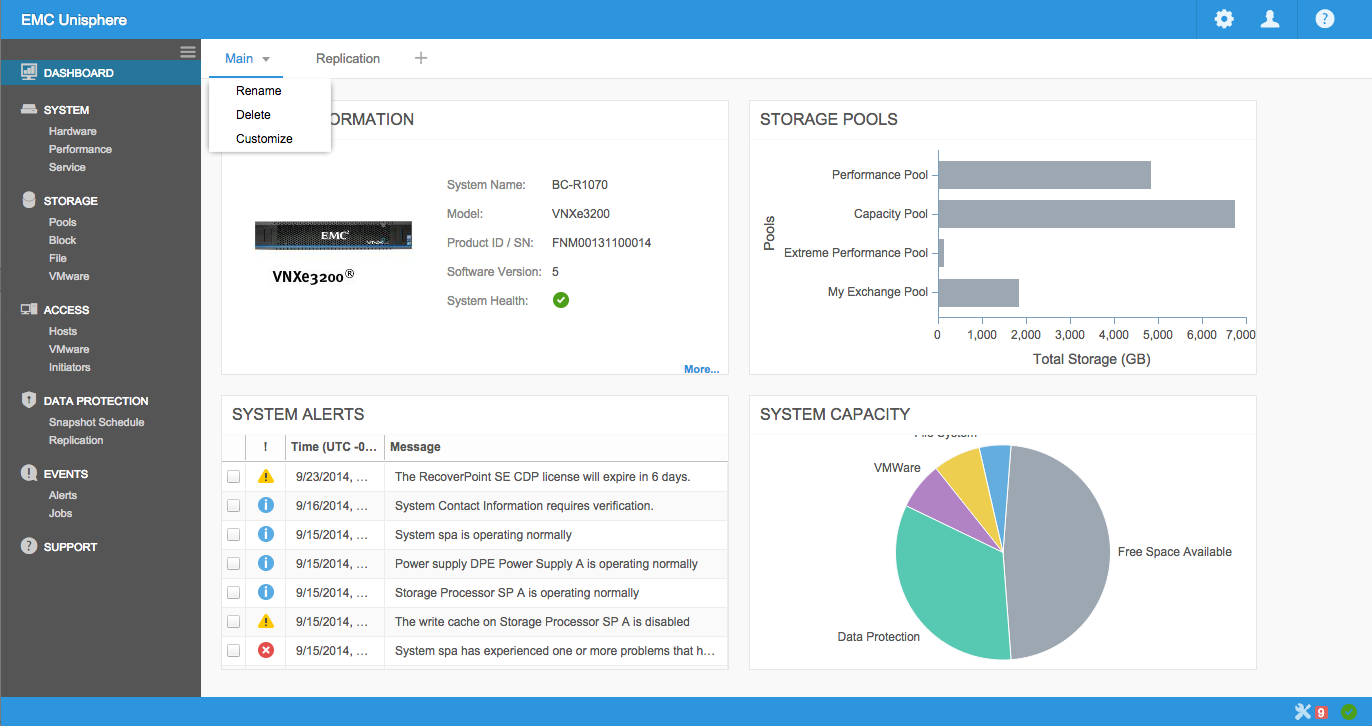 EMC Unisphere
?
DASHBOARD
SYSTEM
Hardware
Performance
Service
STORAGE
Pools
Block
File
VMware
ACCESS
Hosts
VMware
Initiators
DATA PROTECTION
Snapshot Schedule
Replication
EVENTS
Alerts
Jobs
? SUPPORT
Main
Replication
+
Rename
Delete
Customize
ORMATION
EMC²
VNXe3200®
System Name: BC-R1070
Model: VNXe3200
Product ID / SN: FNM00131100014
Software Version: 5
System Health:
More...
STORAGE POOLS
Pools
Performance Pool
Capacity Pool
Extreme Performance Pool
My Exchange Pool
0 1,000 2,000 3,000 4,000 5,000 6,000 7,000
Total Storage (GB)
SYSTEM ALERTS
! Time (UTC -0... Message
9/23/2014, ... The RecoverPoint SE CDP license will expire in 6 days.
9/16/2014, ... System Contact Information requires verification.
9/15/2014, ... System spa is operating normally
9/15/2014, ... Power supply DPE Power Supply A is operating normally
9/15/2014, ... Storage Processor SP A is operating normally
9/15/2014, ... The write cache on Storage Processor SP A is disabled
9/15/2014, ... System spa has experienced one or more problems that h...
SYSTEM CAPACITY
File System
VMWare
Free Space Available
Data Protection
9